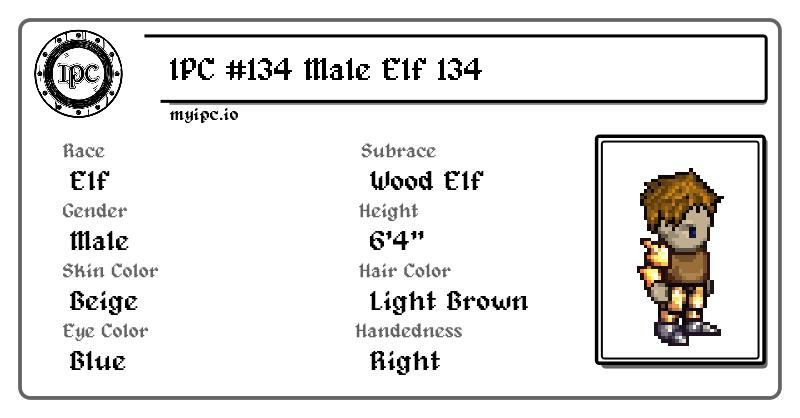 IPC
IPC #134 Male Elf 134
myipc.io
Race
Elf
Subrace
Wood Elf
Gender
Male
Height
6'4"
Skin Color
Beige
Hair Color
Light Brown
Eye Color
Blue
Handedness
Right